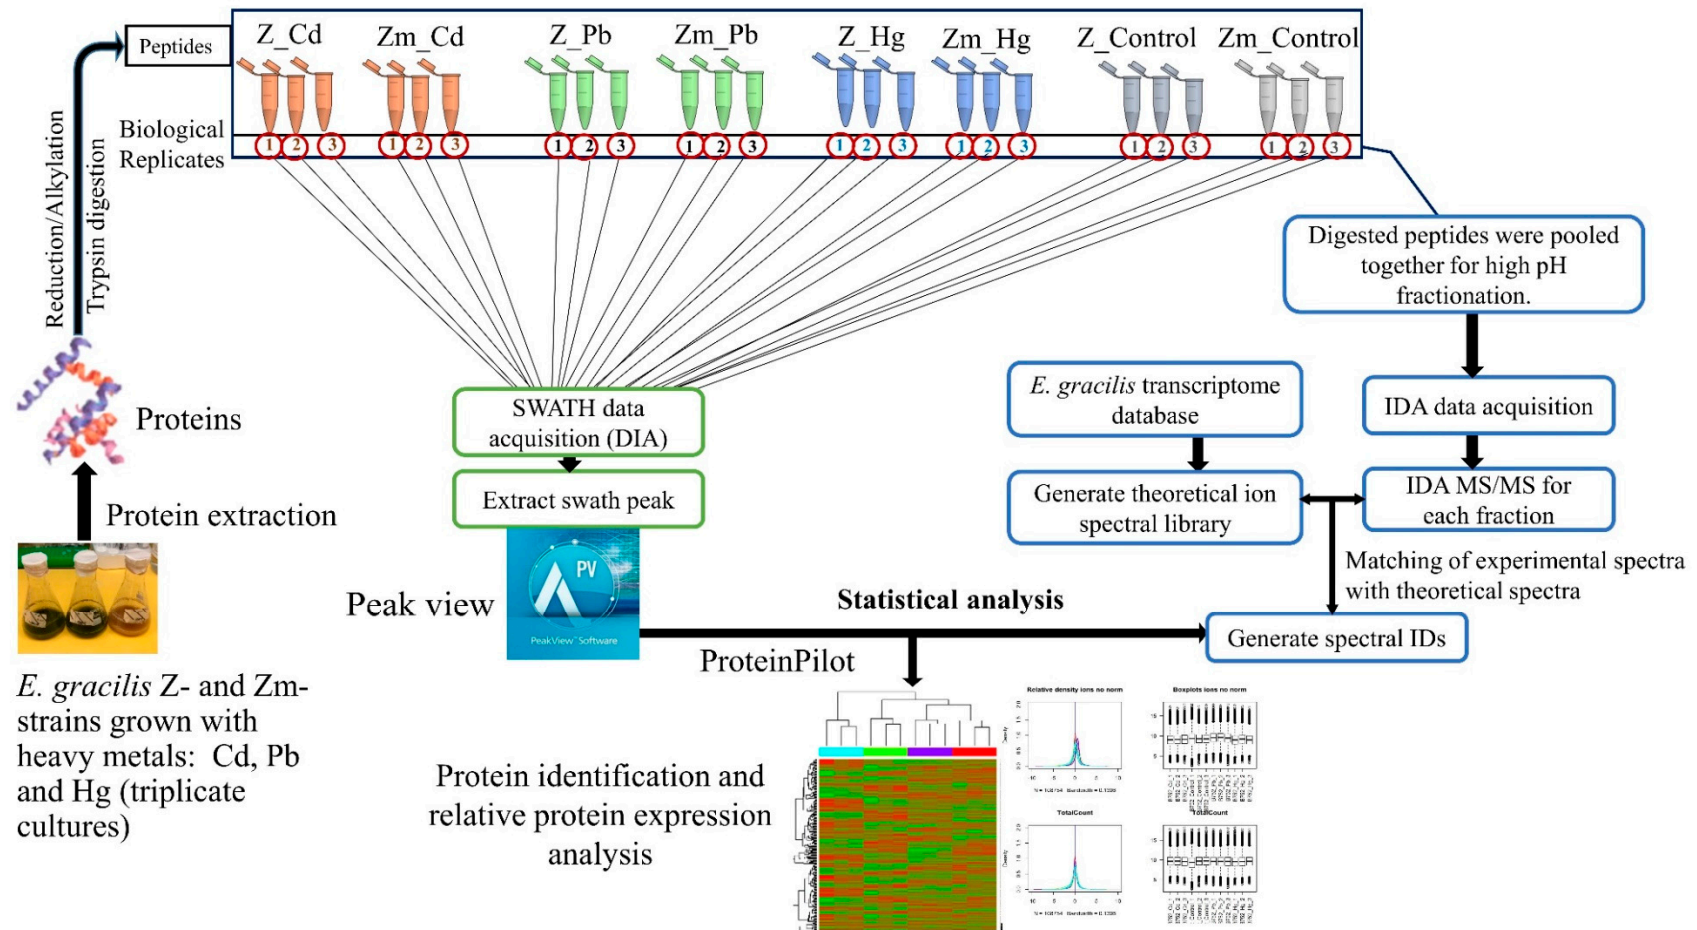 Peptides
Z_Cd
Zm_Cd
Z_Pb
Zm_Pb
Z_Hg
Zm_Hg
Z_Control
Zm_Control
Biological
Replicates
1 2 3
1 2 3
1 2 3
1 2 3
1 2 3
1 2 3
1 2 3
1 2 3
Reduction/Alkylation
Trypsin digestion
Proteins
Protein extraction
E. gracilis Z- and Zm-
strains grown with
heavy metals: Cd, Pb
and Hg (triplicate
cultures)
SWATH data
acquisition (DIA)
Extract swath peak
Peak view
PV
PeakView™ Software
Digested peptides were pooled
together for high pH
fractionation.
E. gracilis transcriptome
database
IDA data acquisition
Generate theoretical ion
spectral library
IDA MS/MS for
each fraction
Matching of experimental spectra
with theoretical spectra
Statistical analysis
Generate spectral IDs
ProteinPilot
Protein identification and
relative protein expression
analysis
Relative density ions no norm
Density
Boxplots ions no norm
TotalCount
Density
TotalCount